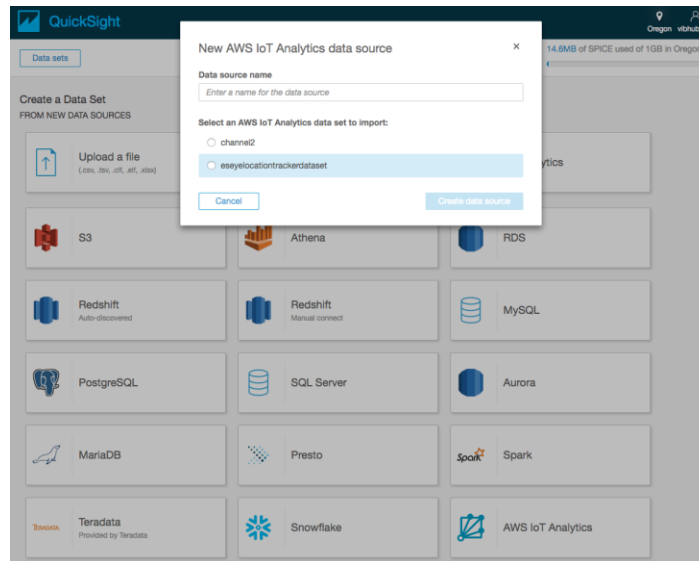 QuickSight
Oregon
vibhub
Data sets
14.6MB of SPICE used of 1GB in Oregon
New AWS IoT Analytics data source
×
Data source name
Enter a name for the data source
Select an AWS IoT Analytics data set to import:
channel2
eseyelocationtrackerdataset
Cancel
Create data source
Create a Data Set
FROM NEW DATA SOURCES
Upload a file
(.csv, .tsv, .clf, .elf, .xlsx)
ytics
S3
Athena
RDS
Redshift
Auto-discovered
Redshift
Manual connect
MySQL
PostgreSQL
SQL Server
Aurora
MariaDB
Presto
Spark
Spark
TERADATA
Teradata
Provided by Teradata
Snowflake
AWS IoT Analytics